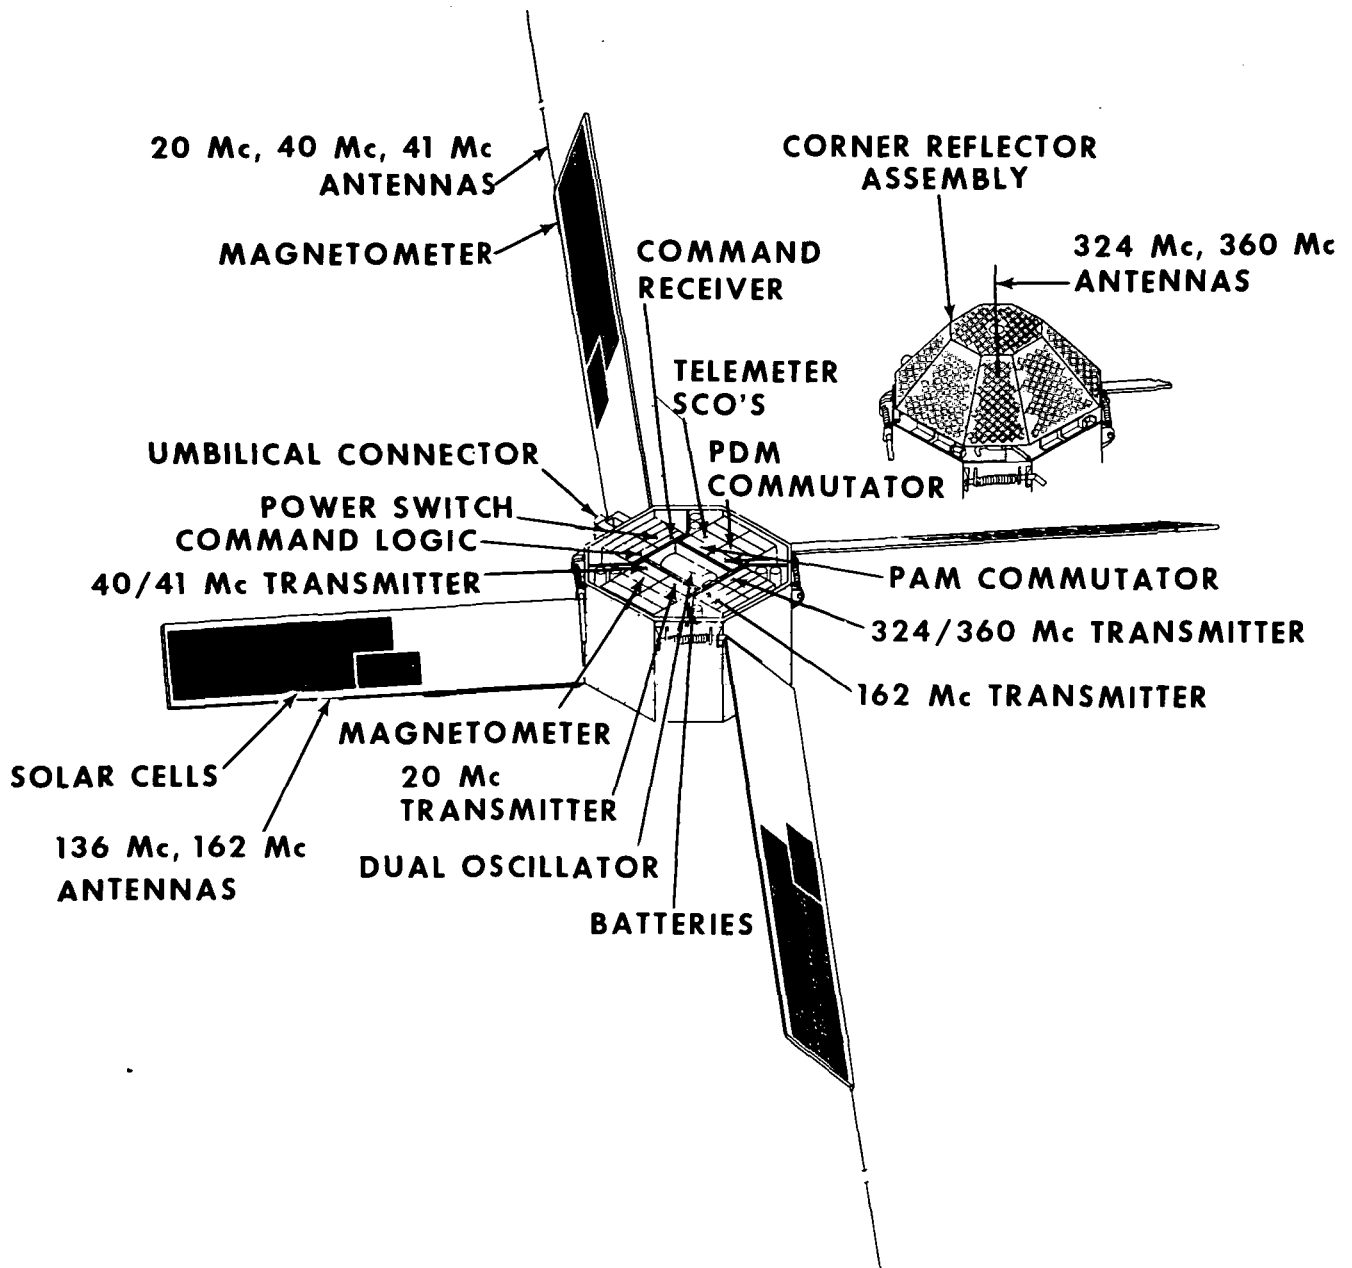 20 Mc, 40 Mc, 41 Mc
ANTENNAS
MAGNETOMETER
CORNER REFLECTOR
ASSEMBLY
324 Mc, 360 Mc
ANTENNAS
COMMAND
RECEIVER
TELEMETER
SCO'S
PDM
COMMUTATOR
UMBILICAL CONNECTOR
POWER SWITCH
COMMAND LOGIC
40/41 Mc TRANSMITTER
PAM COMMUTATOR
324/360 Mc TRANSMITTER
162 Mc TRANSMITTER
MAGNETOMETER
20 Mc
TRANSMITTER
DUAL OSCILLATOR
BATTERIES
SOLAR CELLS
136 Mc, 162 Mc
ANTENNAS